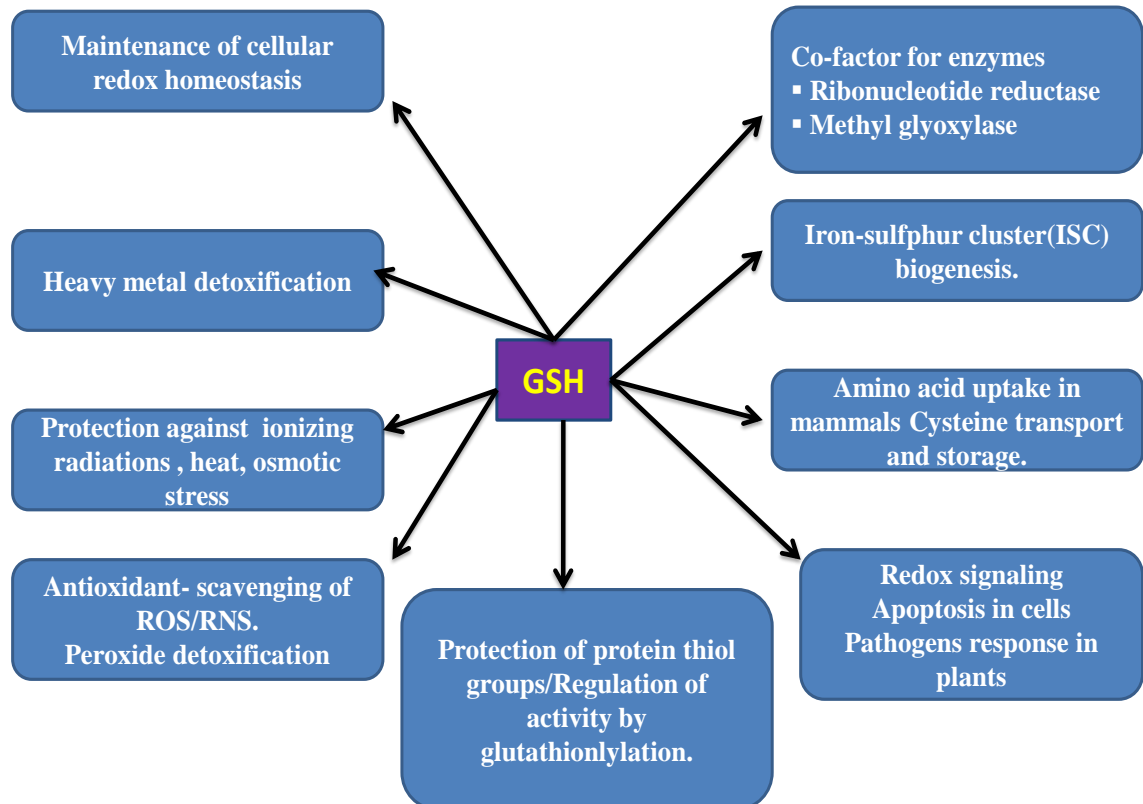 Maintenance of cellular
redox homeostasis
Co-factor for enzymes
▪ Ribonucleotide reductase
▪ Methyl glyoxylase
Heavy metal detoxification
Iron-sulfphur cluster(ISC)
biogenesis.
GSH
Protection against ionizing
radiations , heat, osmotic
stress
Amino acid uptake in
mammals Cysteine transport
and storage.
Antioxidant- scavenging of
ROS/RNS.
Peroxide detoxification
Protection of protein thiol
groups/Regulation of
activity by
glutathionlylation.
Redox signaling
Apoptosis in cells
Pathogens response in
plants